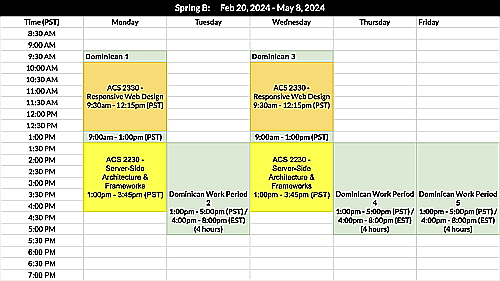 Spring B: Feb 20, 2024 - May 8, 2024
Time (PST) Monday Tuesday Wednesday Thursday Friday
8:30 AM
9:00 AM
9:30 AM Dominican 1 Dominican 3
10:00 AM
10:30 AM
11:00 AM
11:30 AM
12:00 PM
12:30 PM
ACS 2330 -
Responsive Web Design
9:30am - 12:15pm (PST)
ACS 2330 -
Responsive Web Design
9:30am - 12:15pm (PST)
1:00 PM 9:00am - 1:00pm (PST) 9:00am - 1:00pm (PST)
1:30 PM
2:00 PM
2:30 PM
3:00 PM
3:30 PM
4:00 PM
4:30 PM
5:00 PM
ACS 2230 -
Server-Side
Architecture &
Frameworks
1:00pm - 3:45pm (PST)
Dominican Work Period
2
1:00pm - 5:00pm (PST) /
4:00pm - 8:00pm (EST)
(4 hours)
ACS 2230 -
Server-Side
Architecture &
Frameworks
1:00pm - 3:45pm (PST)
Dominican Work Period
4
1:00pm - 5:00pm (PST) /
4:00pm - 8:00pm (EST)
(4 hours)
Dominican Work Period
5
1:00pm - 5:00pm (PST) /
4:00pm - 8:00pm (EST)
(4 hours)
5:30 PM
6:00 PM
6:30 PM
7:00 PM